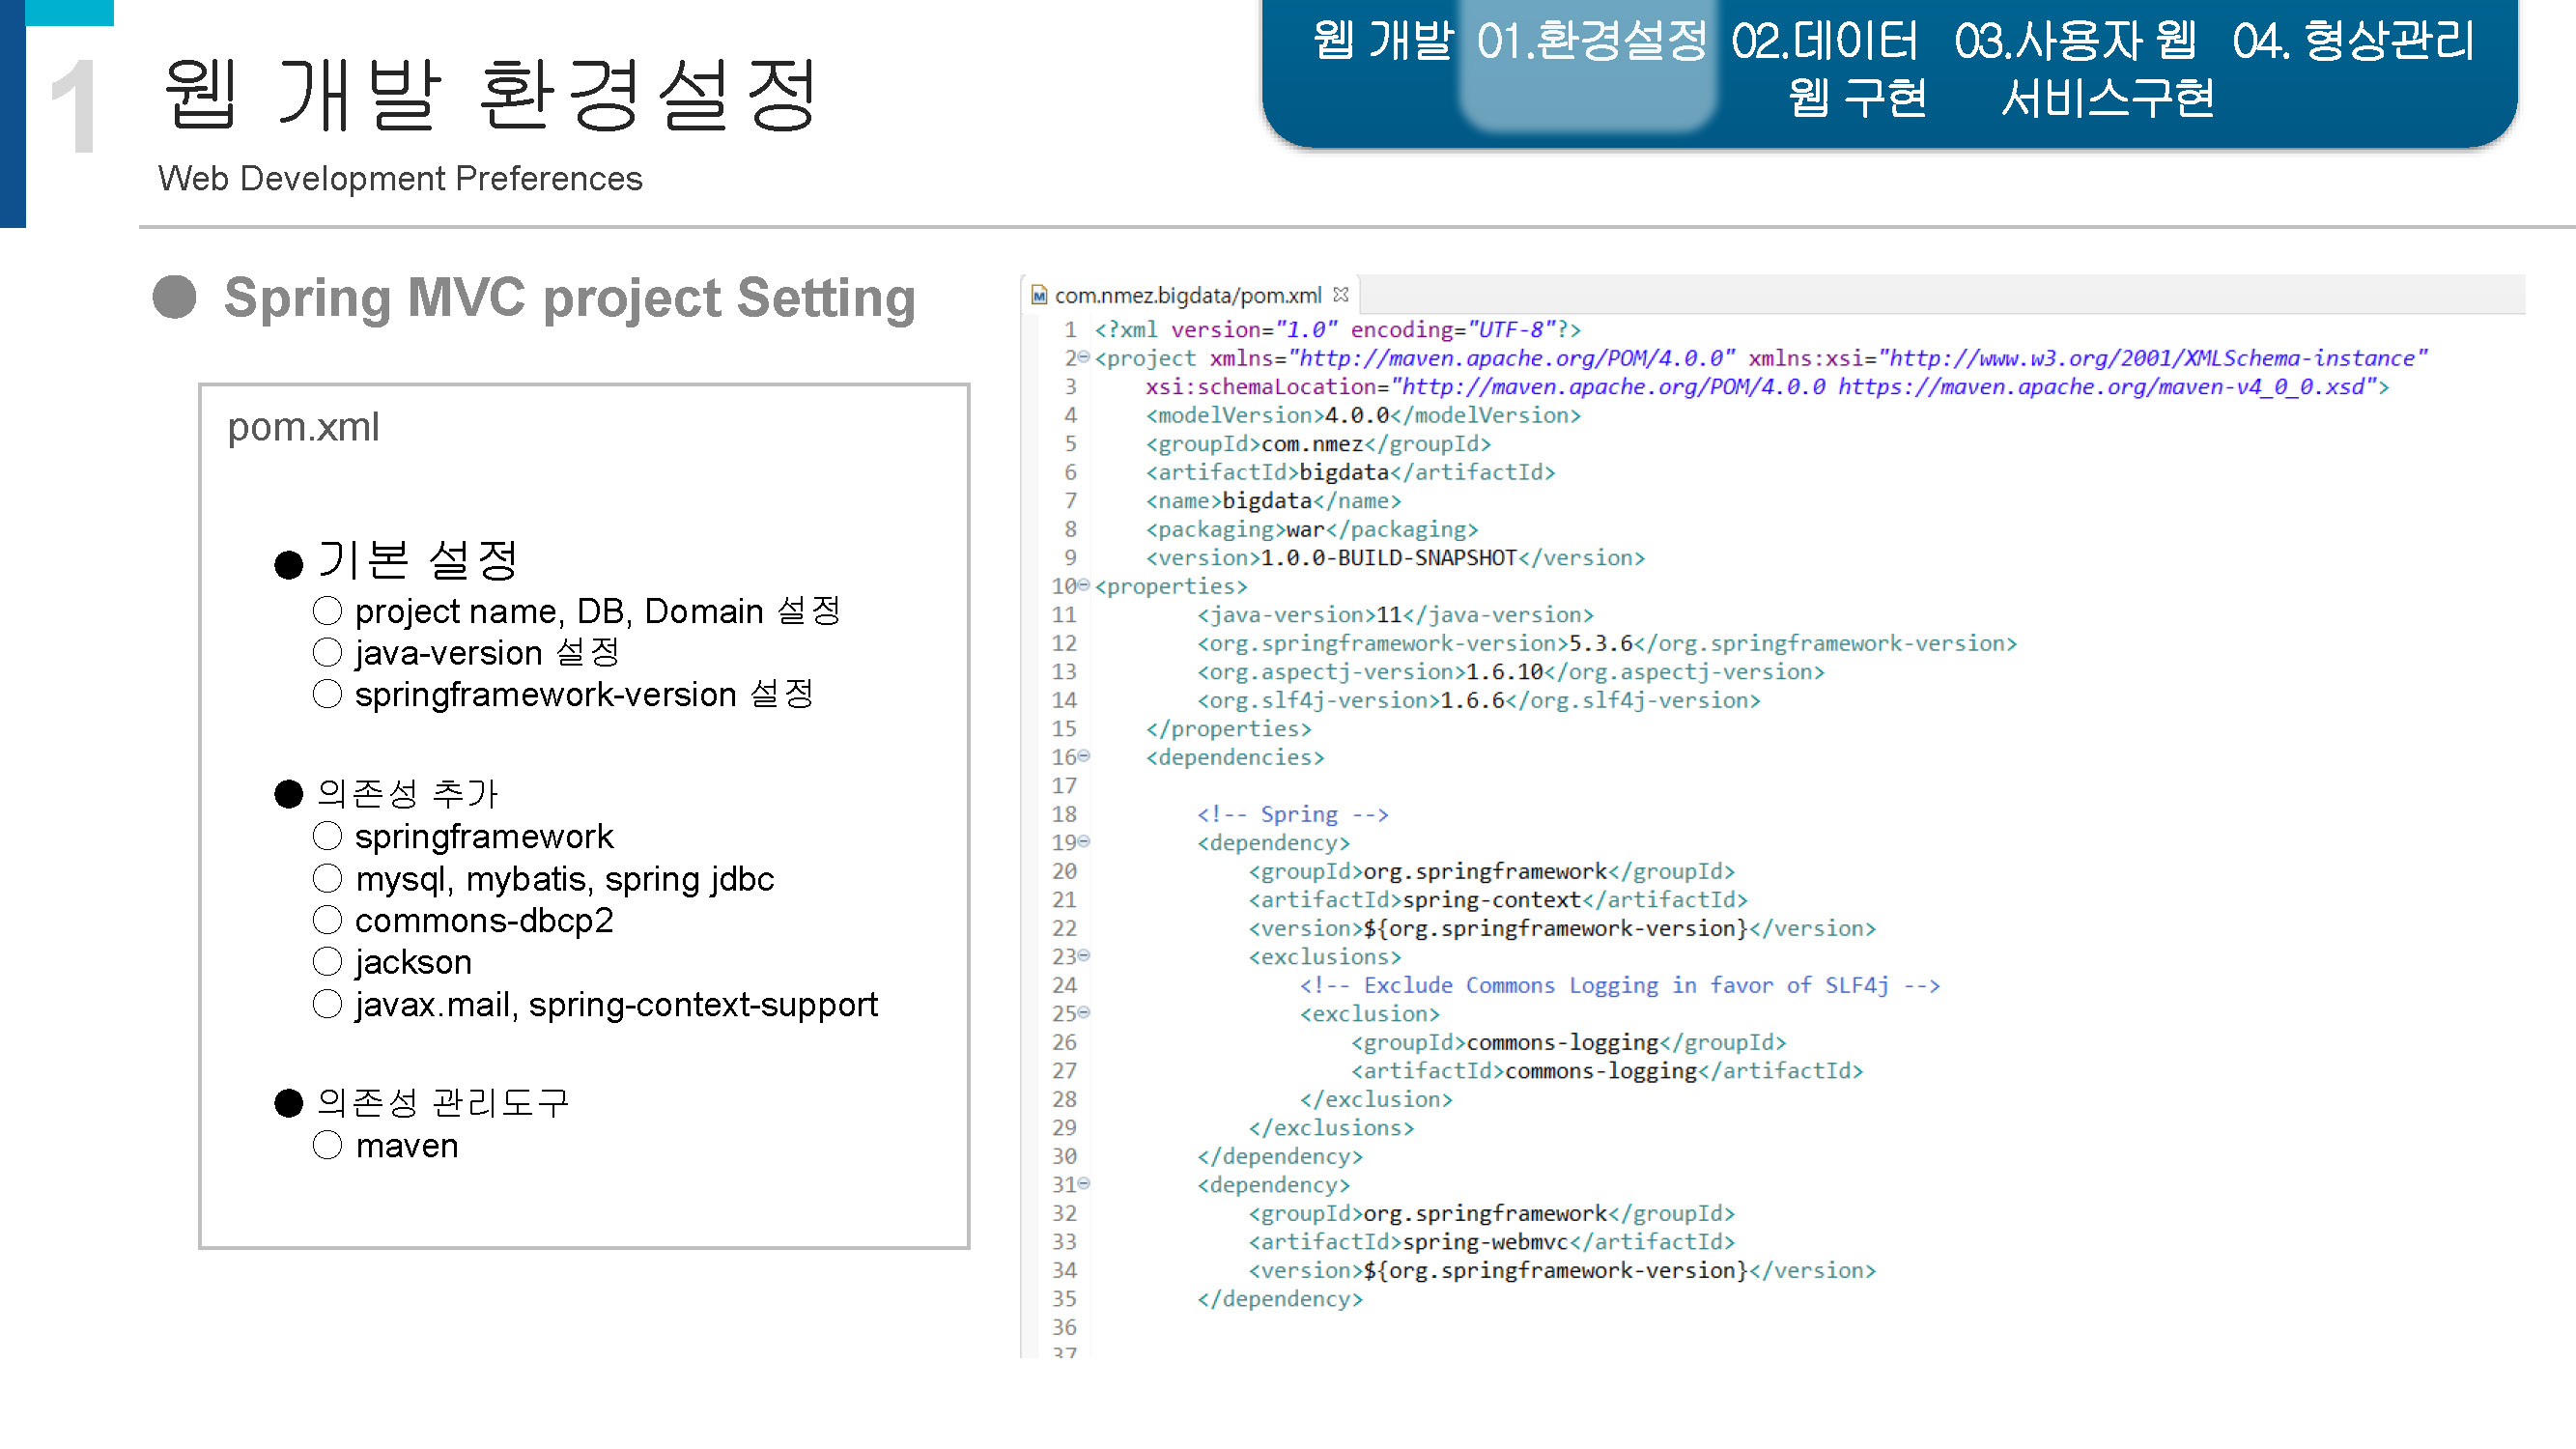 1
웹 개발 환경설정
Web Development Preferences
웹 개발 01.환경설정 02.데이터 03.사용자 웹 04. 형상관리
웹 구현 서비스구현
● Spring MVC project Setting
pom.xml
● 기본 설정
○ project name, DB, Domain 설정
○ java-version 설정
○ springframework-version 설정
● 의존성 추가
○ springframework
○ mysql, mybatis, spring jdbc
○ commons-dbcp2
○ jackson
○ javax.mail, spring-context-support
● 의존성 관리도구
○ maven
com.nmez.bigdata/pom.xml
1 <?xml version="1.0" encoding="UTF-8"?>
2 <project xmlns="http://maven.apache.org/POM/4.0.0" xmlns:xsi="http://www.w3.org/2001/XMLSchema-instance"
3 xsi:schemaLocation="http://maven.apache.org/POM/4.0.0 https://maven.apache.org/maven-v4_0_0.xsd">
4 <modelVersion>4.0.0</modelVersion>
5 <groupId>com.nmez</groupId>
6 <artifactId>bigdata</artifactId>
7 <name>bigdata</name>
8 <packaging>war</packaging>
9 <version>1.0.0-BUILD-SNAPSHOT</version>
10 <properties>
11 <java-version>11</java-version>
12 <org.springframework-version>5.3.6</org.springframework-version>
13 <org.aspectj-version>1.6.10</org.aspectj-version>
14 <org.slf4j-version>1.6.6</org.slf4j-version>
15 </properties>
16 <dependencies>
17
18 <!-- Spring -->
19 <dependency>
20 <groupId>org.springframework</groupId>
21 <artifactId>spring-context</artifactId>
22 <version>${org.springframework-version}</version>
23 <exclusions>
24 <!-- Exclude Commons Logging in favor of SLF4j -->
25 <exclusion>
26 <groupId>commons-logging</groupId>
27 <artifactId>commons-logging</artifactId>
28 </exclusion>
29 </exclusions>
30 </dependency>
31 <dependency>
32 <groupId>org.springframework</groupId>
33 <artifactId>spring-webmvc</artifactId>
34 <version>${org.springframework-version}</version>
35 </dependency>
36
37